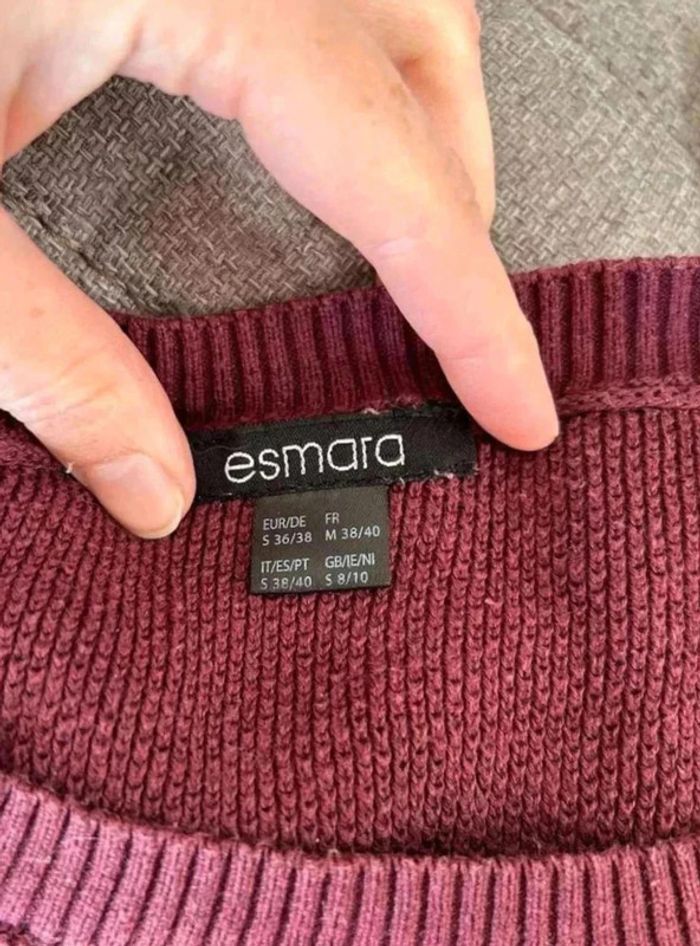 esmara
EUR/DE FR
S 36/38 M 38/40
IT/ES/PT GB/IE/NI
S 38/40 S 8/10